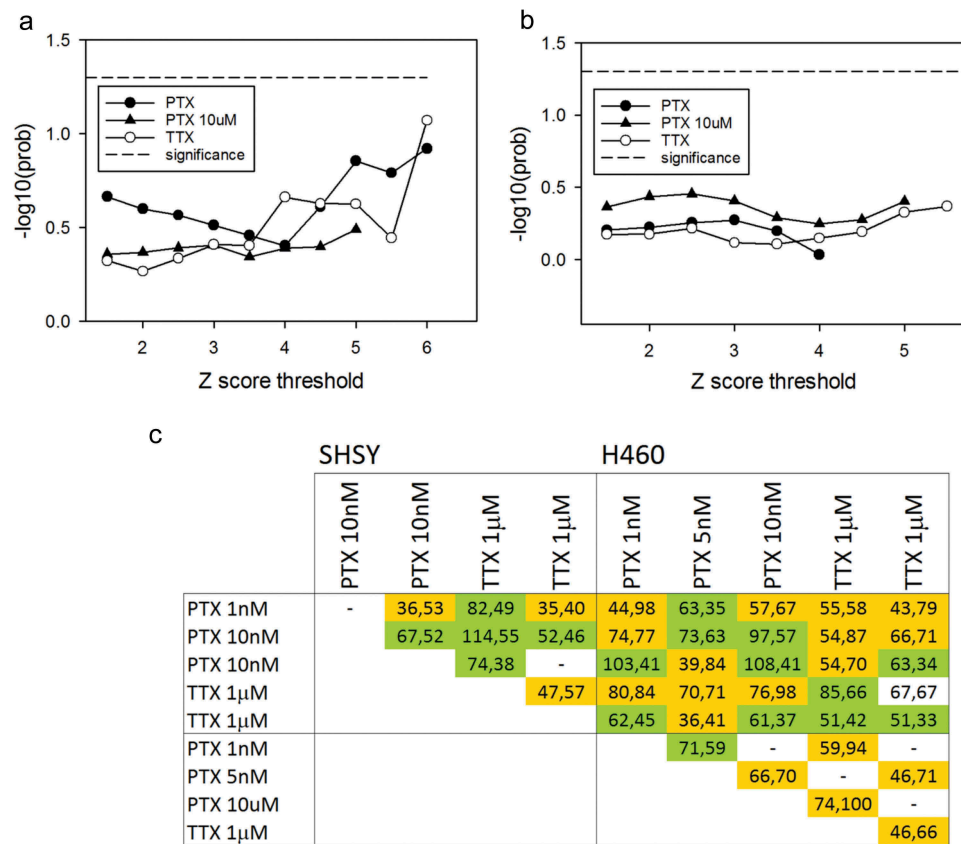 a
1.5
1.0
0.5
0.0
-log10(prob)
PTX
PTX 10uM
TTX
significance
2 3 4 5 6
Z score threshold
b
1.5
1.0
0.5
0.0
-log10(prob)
PTX
PTX 10uM
TTX
significance
2 3 4 5
Z score threshold
c
SHSY H460
PTX 10nM PTX 10nM TTX 1μM TTX 1μM PTX 1nM PTX 5nM PTX 10nM TTX 1μM TTX 1μM
PTX 1nM - 36,53 82,49 35,40 44,98 63,35 57,67 55,58 43,79
PTX 10nM 67,52 114,55 52,46 74,77 73,63 97,57 54,87 66,71
PTX 10nM 74,38 - 103,41 39,84 108,41 54,70 63,34
TTX 1μM 47,57 80,84 70,71 76,98 85,66 67,67
TTX 1μM 62,45 36,41 61,37 51,42 51,33
PTX 1nM 71,59 - 59,94 -
PTX 5nM 66,70 - 46,71
PTX 10uM 74,100 -
TTX 1μM 46,66